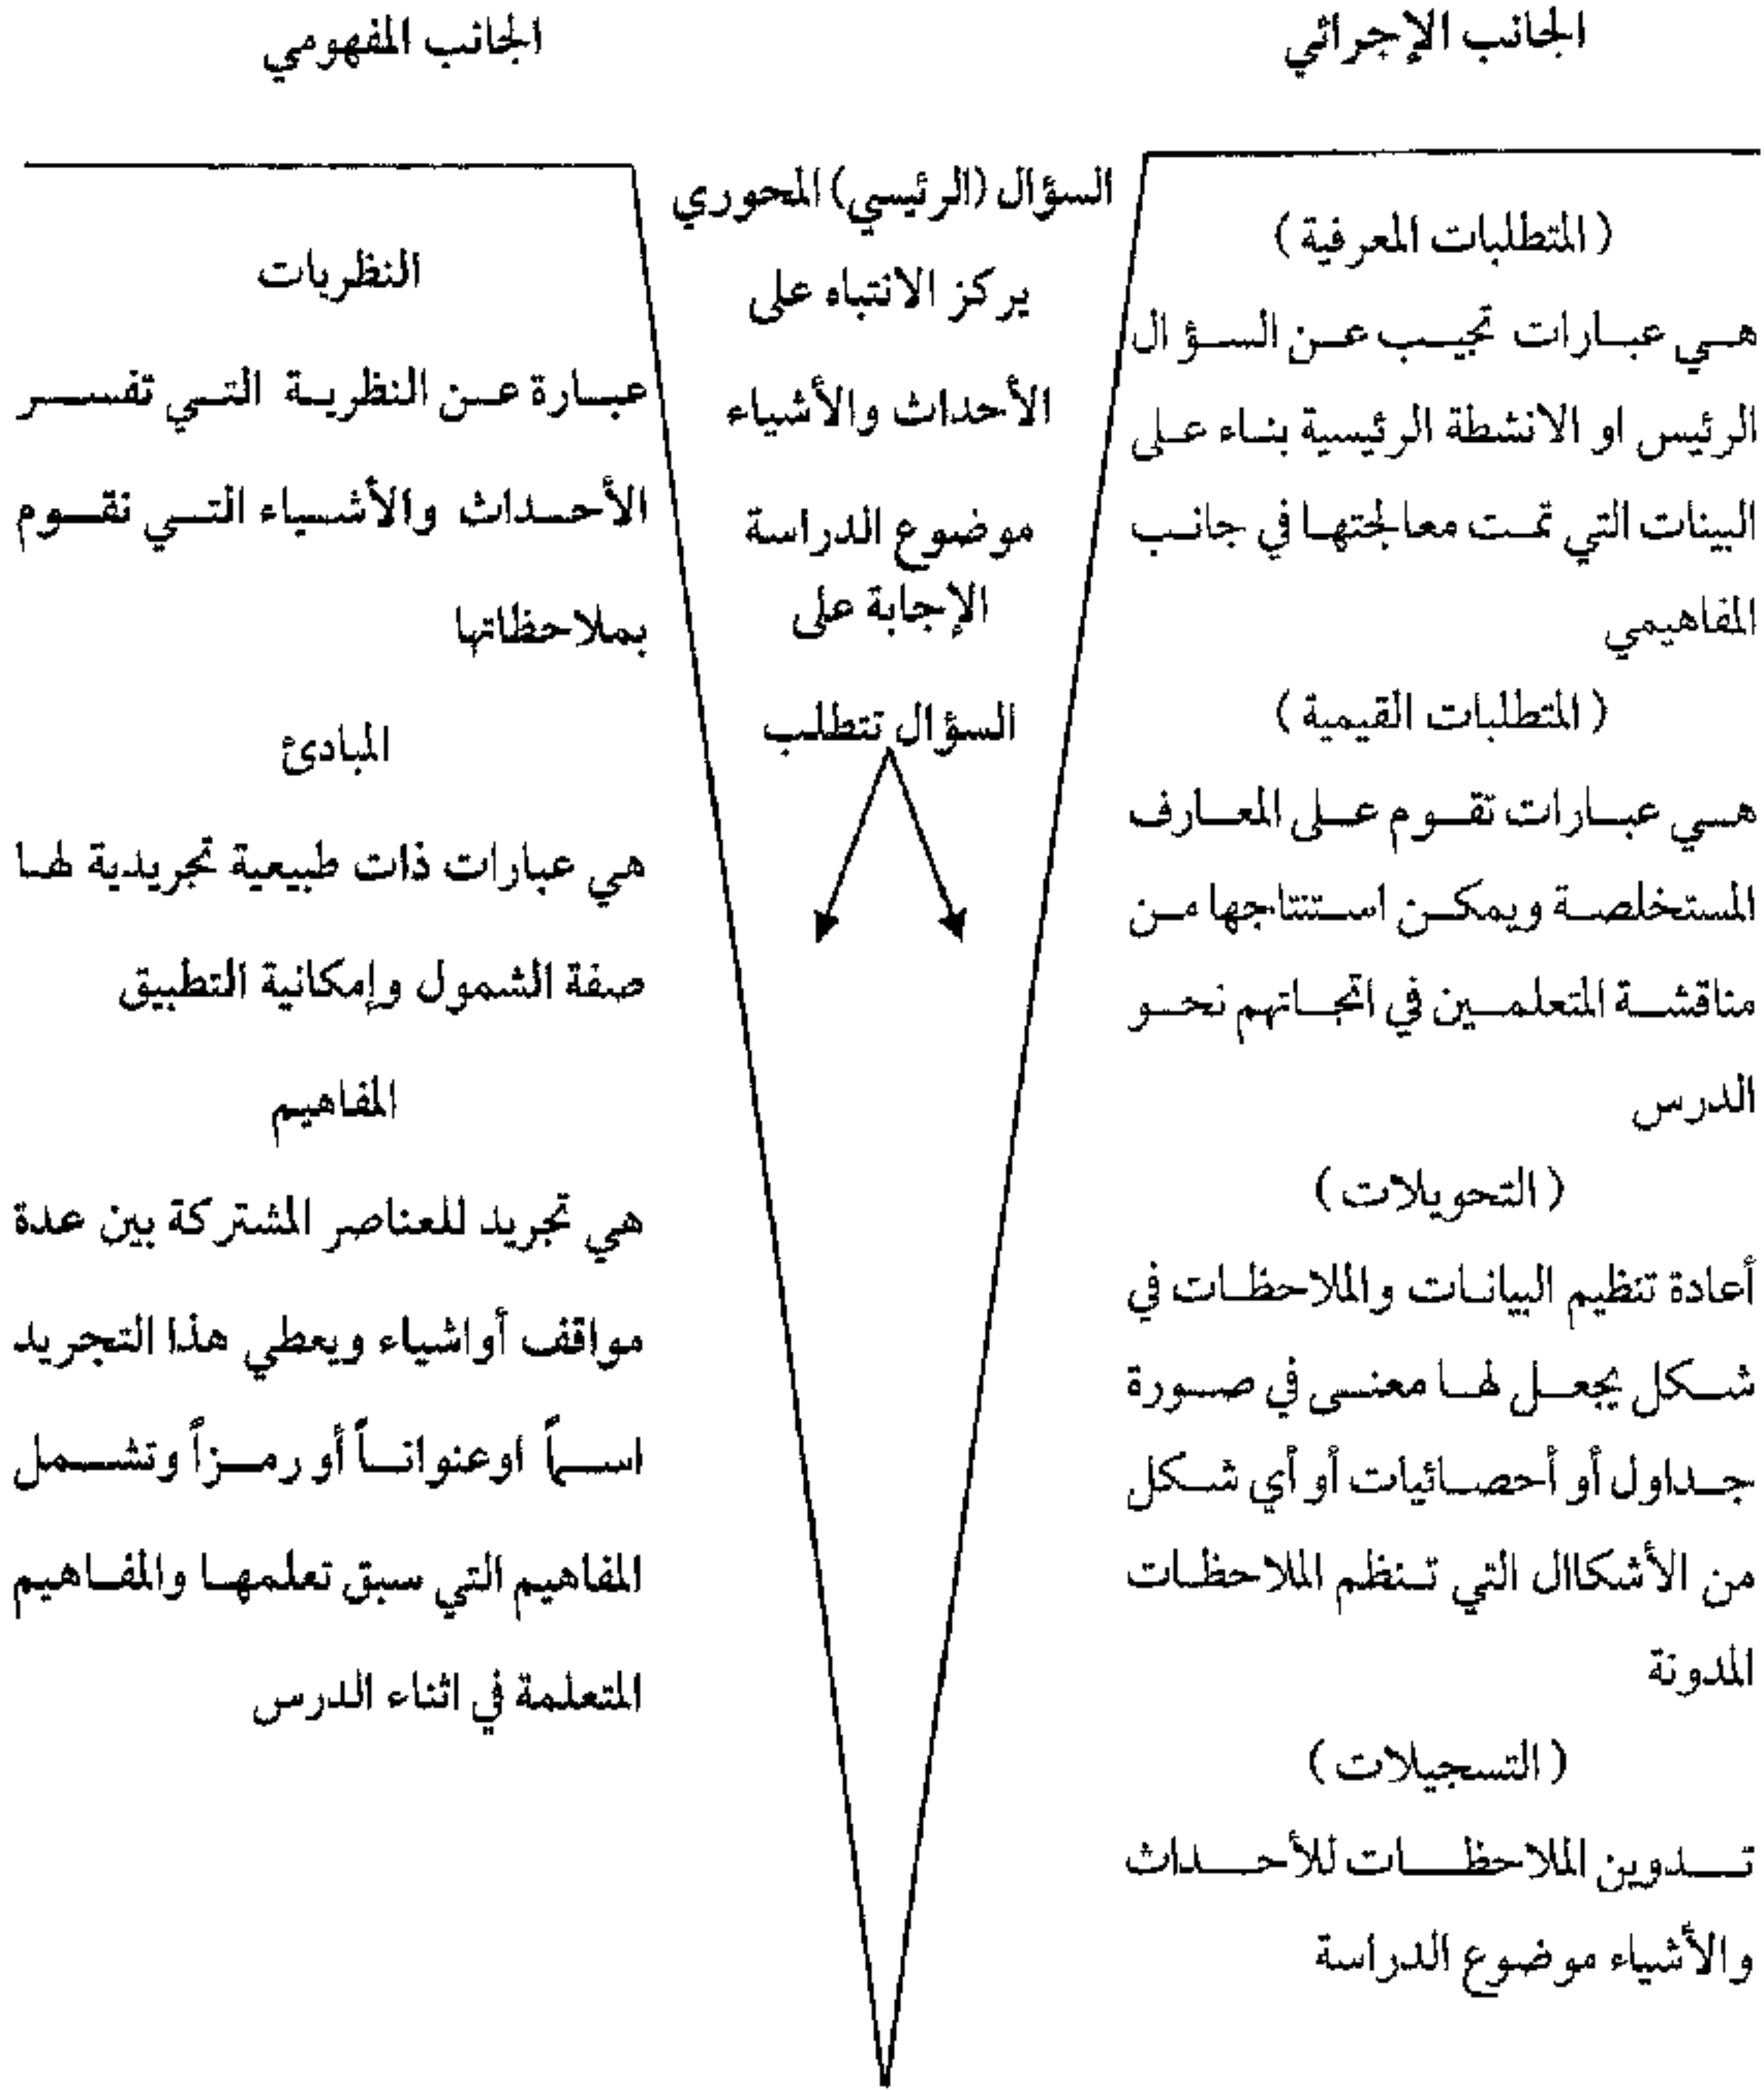 الجانب الإجرائي
(المتطلبات المعرفية)
هي عبارات تجيب عن السؤال
الرئيس او الانشطة الرئيسية بناء على
البينات التي تمت معالجتها في جانب
المفاهيمي
(المتطلبات القيمية)
هي عبارات تقوم على المعارف
المستخلصة ويمكن استنتاجها من
مناقشة المتعلمين في اتجاتهم نحو
الدرس
(التحويلات)
أعادة تنظيم البيانات والملاحظات في
شكل يجعل لها معنى في صورة
جداول أو أحصائيات أو أي شكل
من الأشكاال التي تنظم الملاحظات
المدونة
(التسجيلات)
تدوين الملاحظات للأحداث
والأشياء موضوع الدراسة
السؤال (الرئيسي) المحوري
يركز الانتباه على
الأحداث والأشياء
موضوع الدراسة
الإجابة على
السؤال تتطلب
الجانب المفهومي
النظريات
عبارة عن النظرية التي تفسر
الأحداث والأشياء التي نقوم
بملاحظاتها
المبادئ
هي عبارات ذات طبيعية تجريدية لها
صفة الشمول وإمكانية التطبيق
المفاهيم
هي تجريد للعناصر المشتركة بين عدة
مواقف أواشياء ويعطي هذا التجريد
اسماً اوعنواناً أو رمزاً وتشمل
المفاهيم التي سبق تعلمها والمفاهيم
المتعلمة في اثناء الدرس